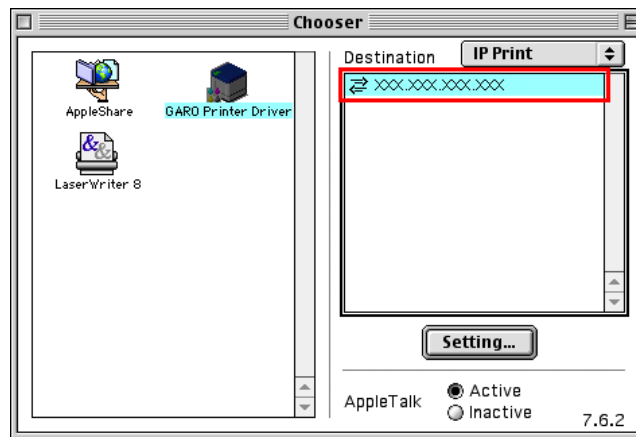 Chooser
AppleShare
GARO Printer Driver
LaserWriter 8
Destination IP Print
XXX.XXX.XXX.XXX
Setting...
AppleTalk
Active
Inactive
7.6.2